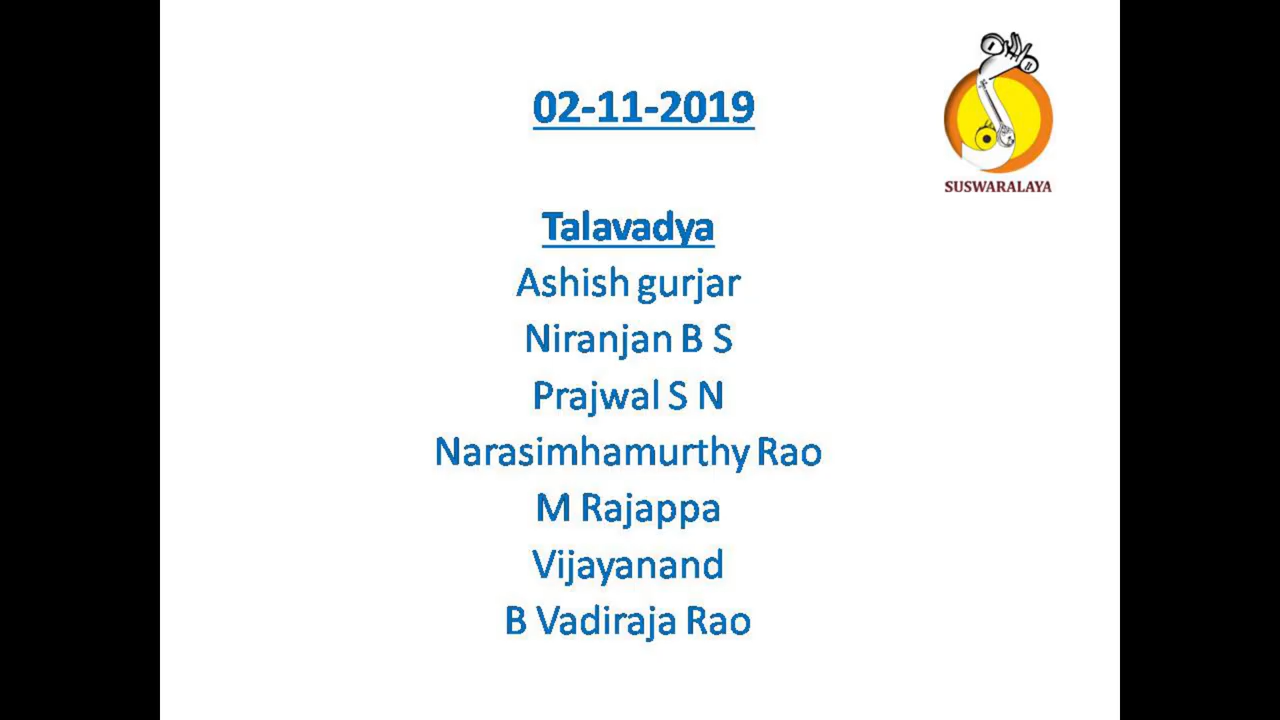 02-11-2019
SUSWARALAYA
Talavadya
Ashish gurjar
Niranjan B S
Prajwal S N
Narasimhamurthy Rao
M Rajappa
Vijayanand
B Vadiraja Rao